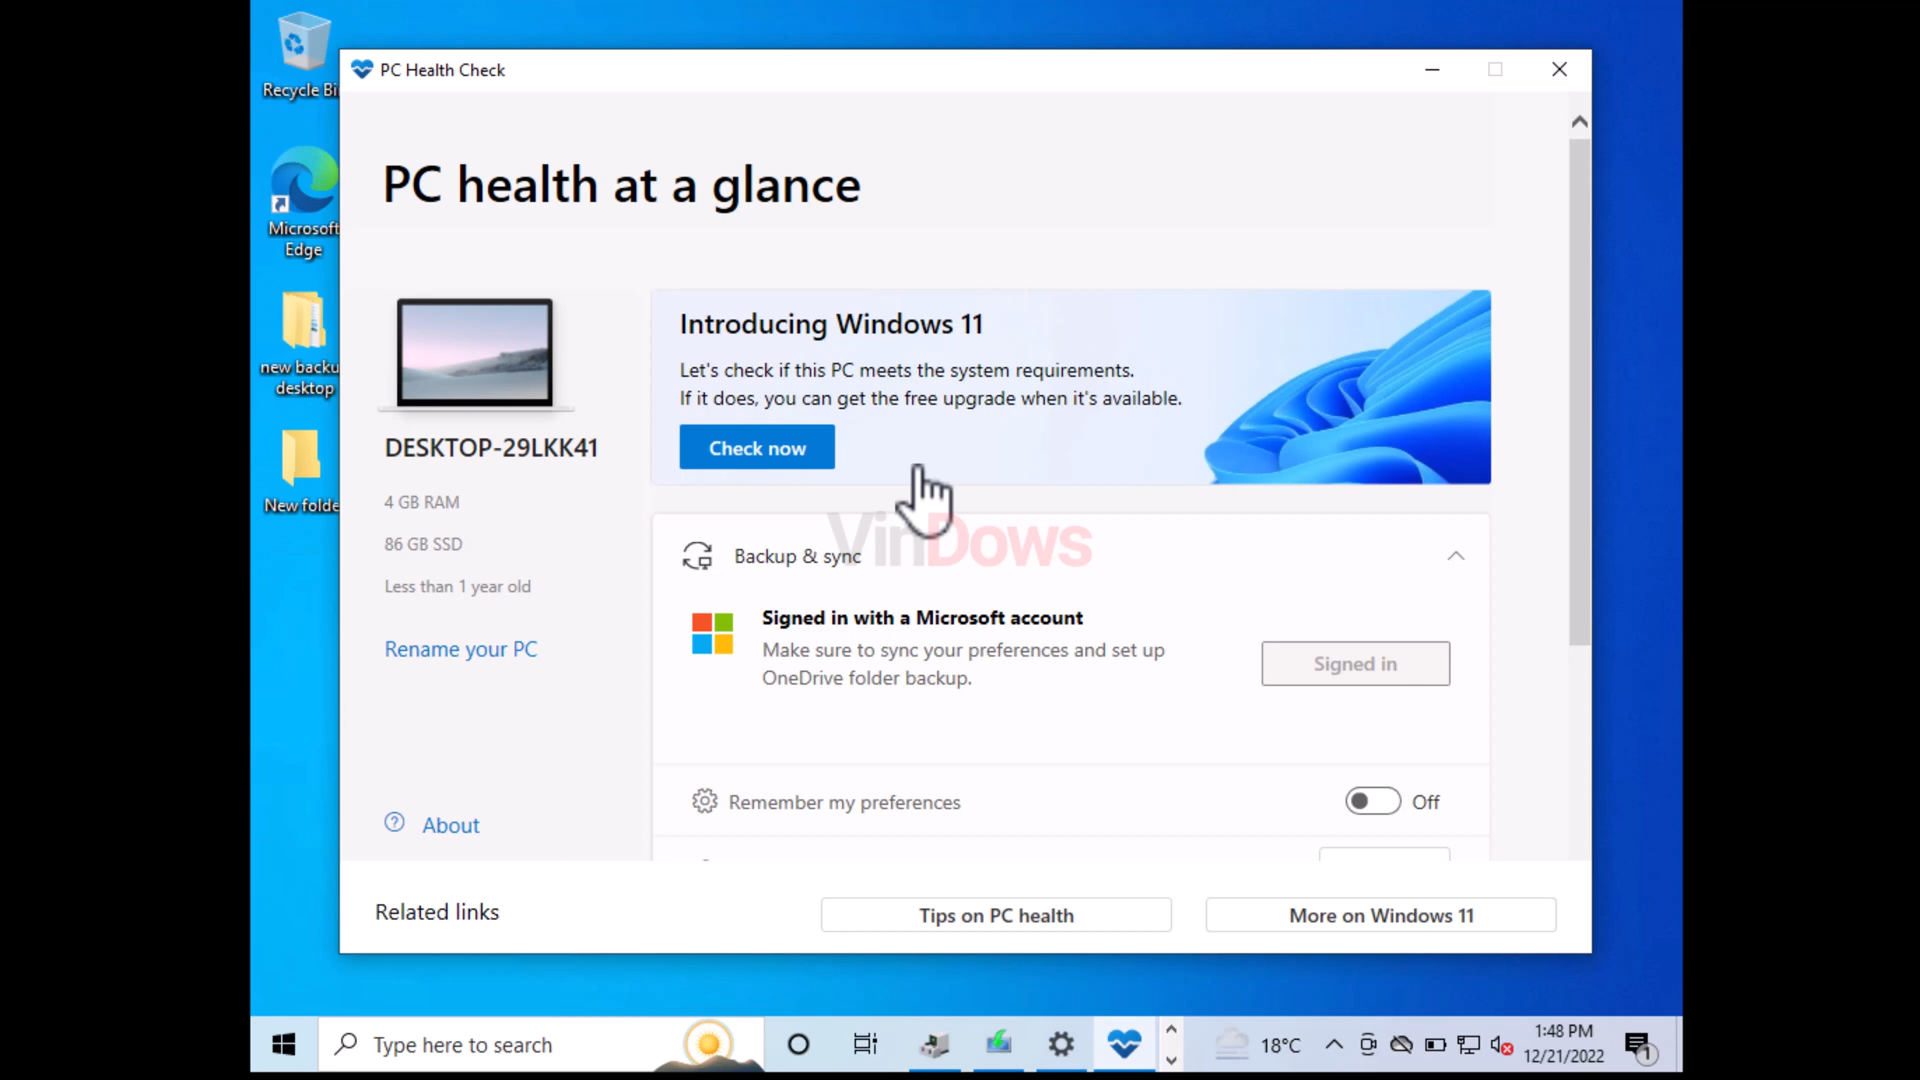 Recycle Bi
Microsoft
Edge
new backu
desktop
New folde
PC Health Check
PC health at a glance
DESKTOP-29LKK41
4 GB RAM
86 GB SSD
Less than 1 year old
Rename your PC
About
Introducing Windows 11
Let's check if this PC meets the system requirements.
If it does, you can get the free upgrade when it's available.
Check now
VinDows
Backup & sync
Signed in with a Microsoft account
Make sure to sync your preferences and set up
OneDrive folder backup.
Signed in
Remember my preferences
Off
Related links
Tips on PC health
More on Windows 11
Type here to search
18°C
1:48 PM
12/21/2022
1